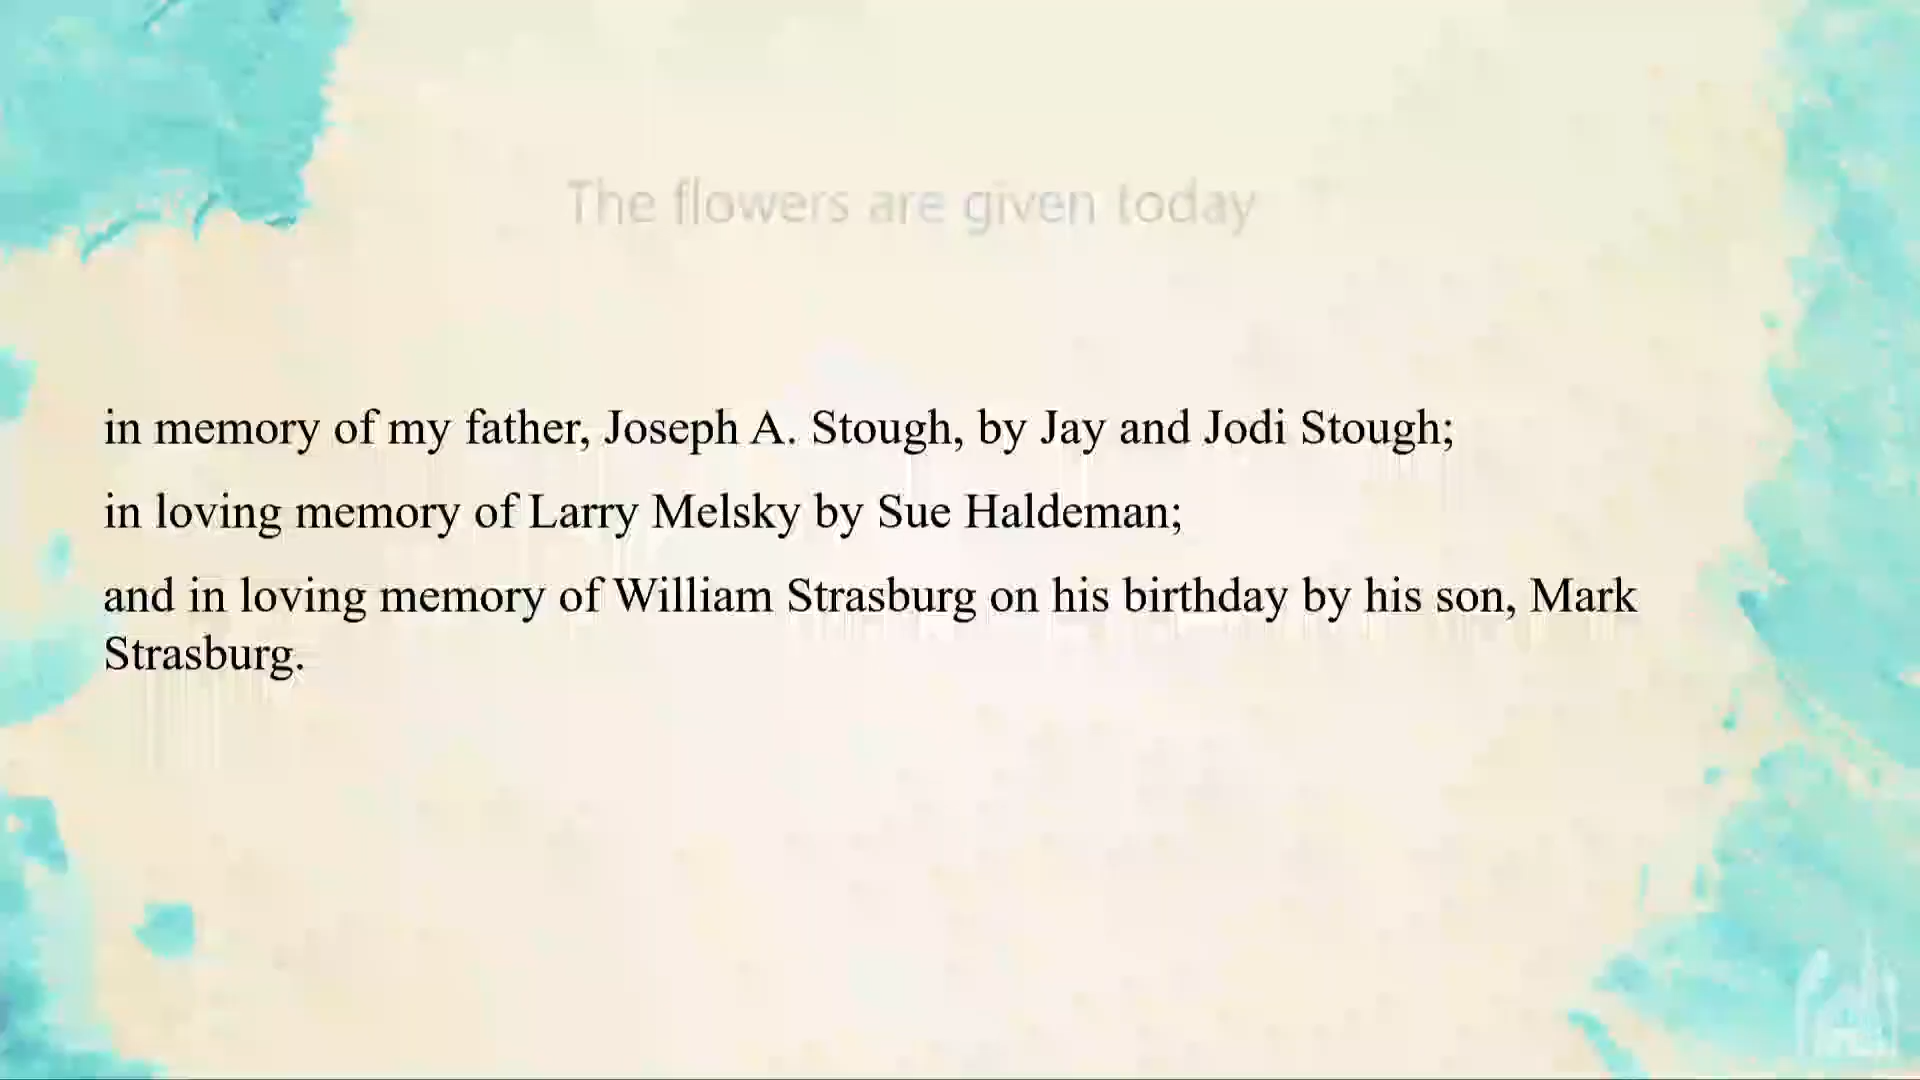 The flowers are given today
in memory of my father, Joseph A. Stough, by Jay and Jodi Stough;
in loving memory of Larry Melsky by Sue Haldeman;
and in loving memory of William Strasburg on his birthday by his son, Mark
Strasburg.